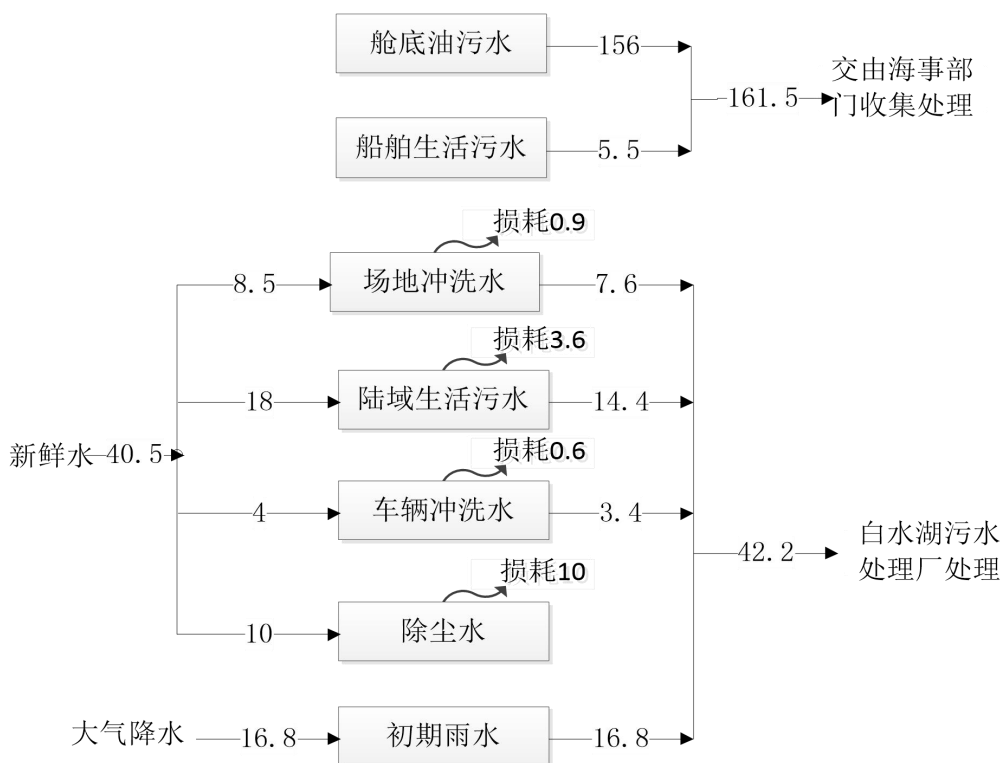 舱底油污水
156
161.5
交由海事部
门收集处理
船舶生活污水
5.5
损耗0.9
8.5
场地冲洗水
7.6
损耗3.6
18
陆域生活污水
14.4
新鲜水
40.5
损耗0.6
4
车辆冲洗水
3.4
42.2
白水湖污水
处理厂处理
损耗10
10
除尘水
大气降水
16.8
初期雨水
16.8